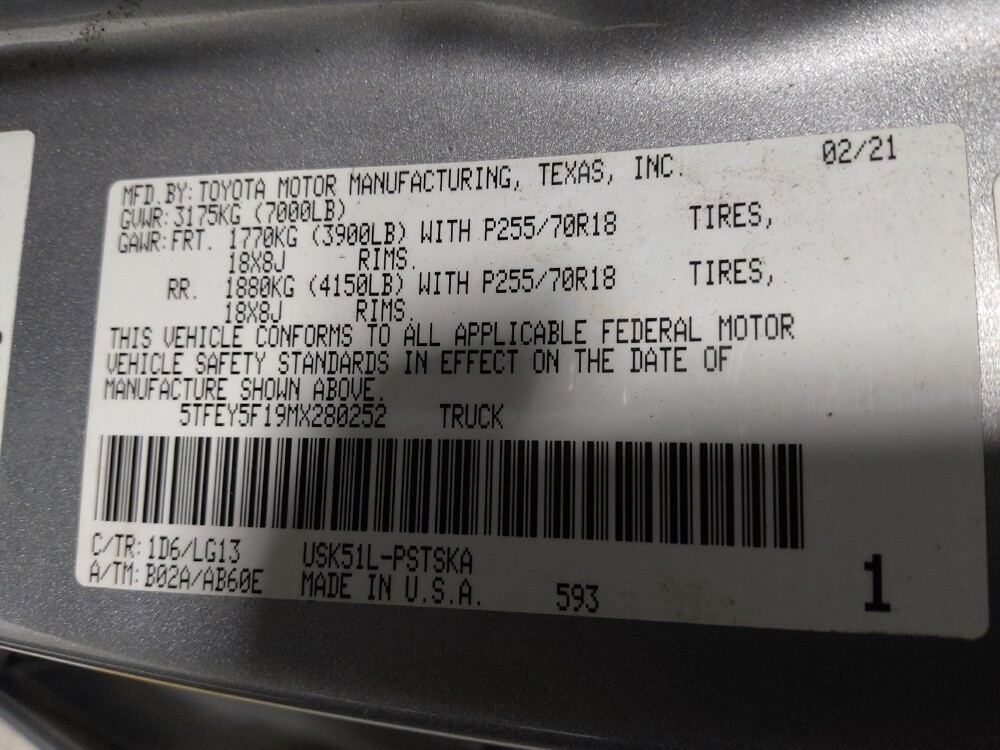 MFD. BY: TOYOTA MOTOR MANUFACTURING, TEXAS, INC. 02/21
GVWR: 3175KG (7000LB)
GAWR: FRT. 1770KG (3900LB) WITH P255/70R18 TIRES,
18X8J RIMS.
RR. 1880KG (4150LB) WITH P255/70R18 TIRES,
18X8J RIMS.
THIS VEHICLE CONFORMS TO ALL APPLICABLE FEDERAL MOTOR
VEHICLE SAFETY STANDARDS IN EFFECT ON THE DATE OF
MANUFACTURE SHOWN ABOVE.
5TFEY5F19MX280252 TRUCK
C/TR: 1D6/LG13 USK51L-PSTSKA
A/TM: B02A/AB60E MADE IN U.S.A. 593 1